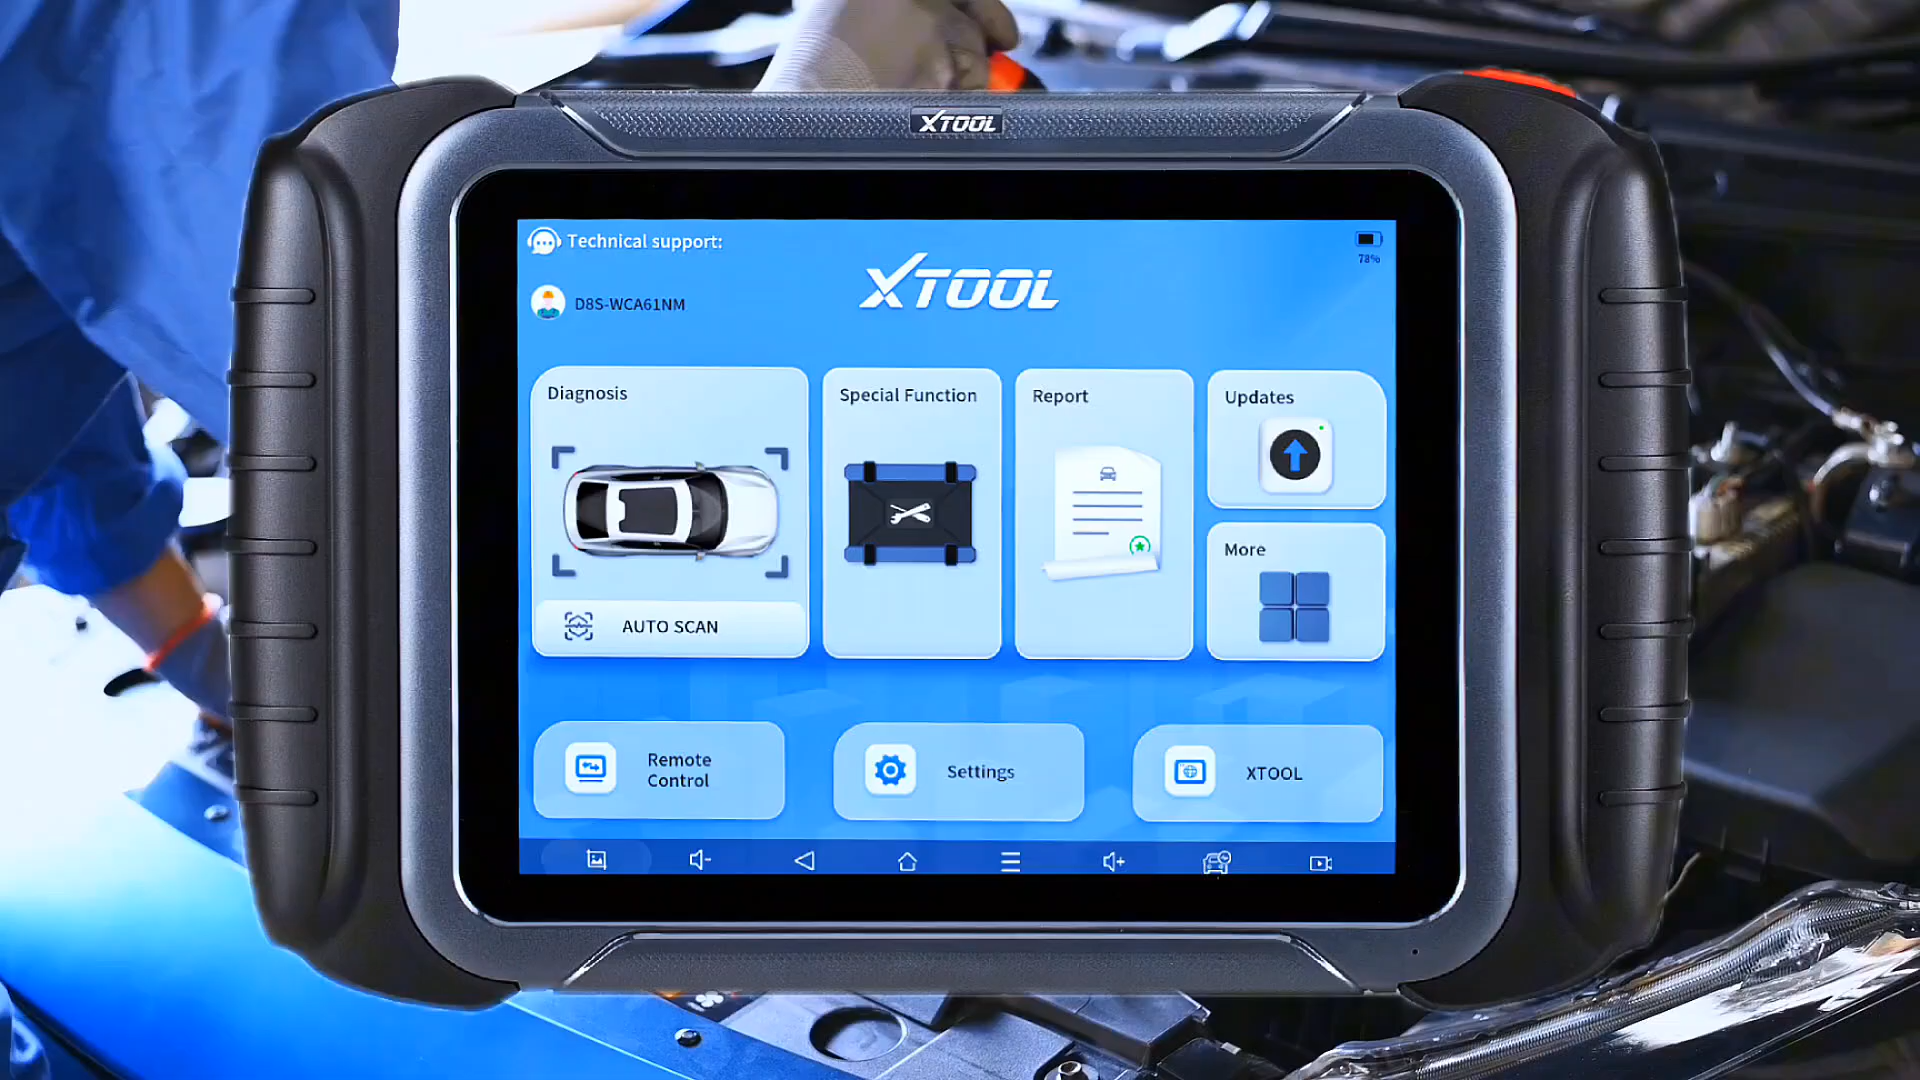 XTOOL
Technical support:
78%
D8S-WCA61NM
XTOOL
Diagnosis
Special Function
Report
Updates
More
AUTO SCAN
Remote
Control
Settings
XTOOL